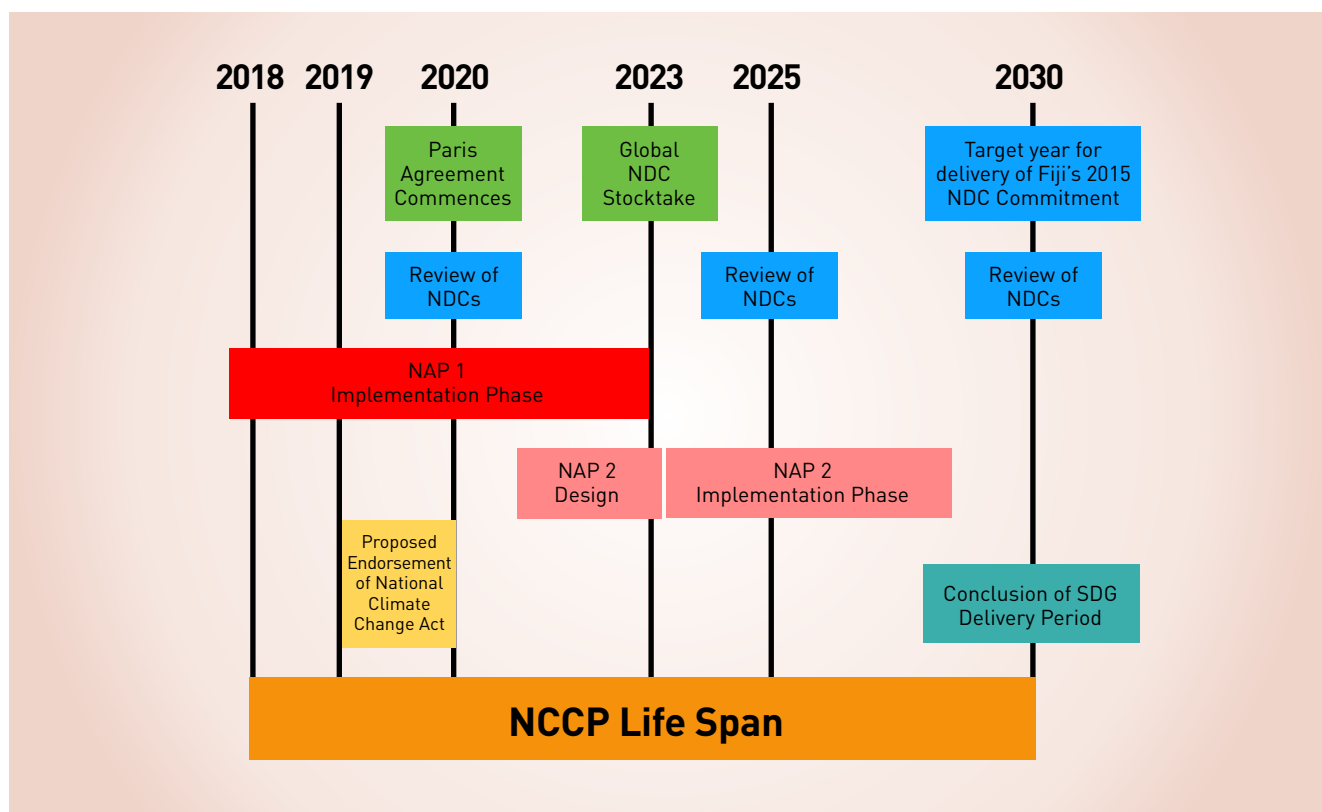 2018 2019 2020 2023 2025 2030
Paris
Agreement
Commences
Global
NDC
Stocktake
Target year for
delivery of Fiji's 2015
NDC Commitment
Review of
NDCs
Review of
NDCs
Review of
NDCs
NAP 1
Implementation Phase
NAP 2
Design
NAP 2
Implementation Phase
Proposed
Endorsement
of National
Climate
Change Act
Conclusion of SDG
Delivery Period
NCCP Life Span